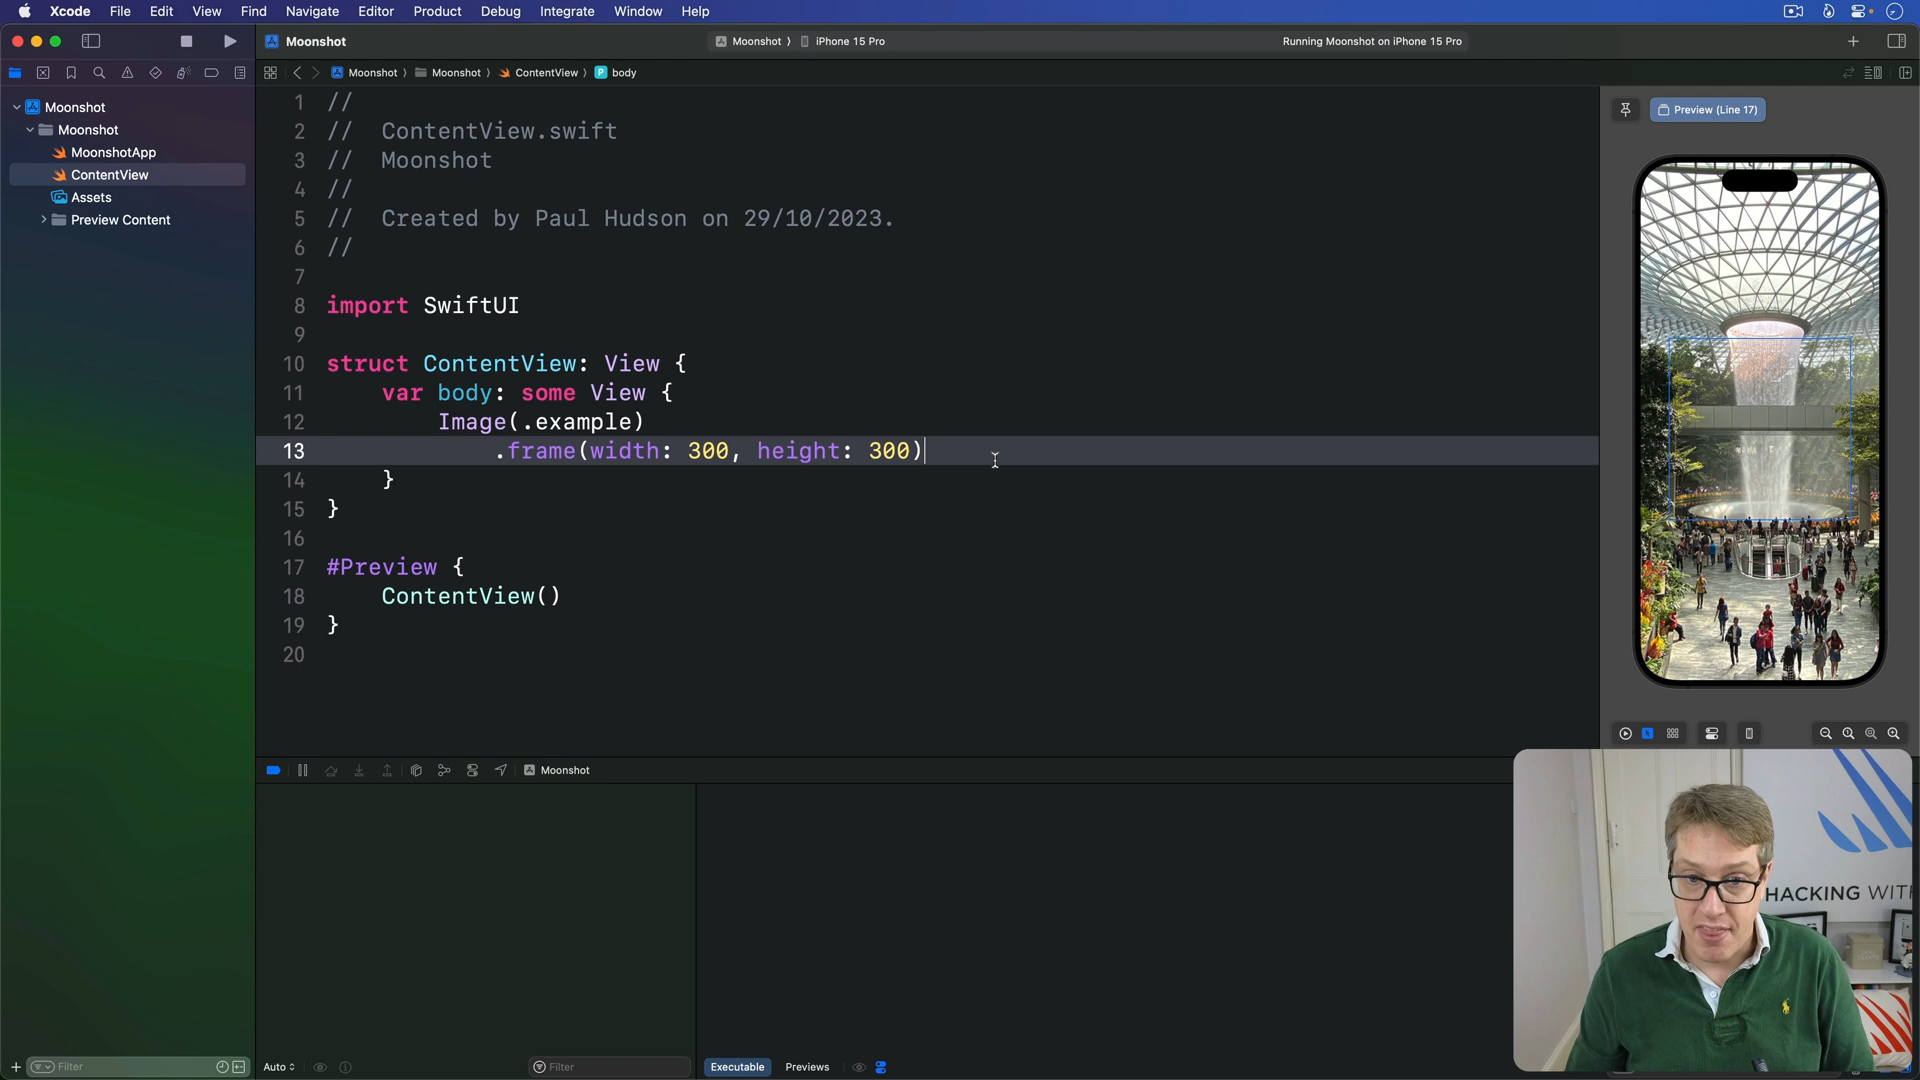 Xcode File Edit View Find Navigate Editor Product Debug Integrate Window Help
Moonshot
Moonshot 〉 iPhone 15 Pro
Running Moonshot on iPhone 15 Pro
Moonshot 〉 Moonshot 〉 ContentView 〉 P body
Moonshot
Moonshot
MoonshotApp
ContentView
Assets
Preview Content
1 //
2 // ContentView.swift
3 // Moonshot
4 //
5 // Created by Paul Hudson on 29/10/2023.
6 //
7
8 import SwiftUI
9
10 struct ContentView: View {
11 var body: some View {
12 Image(.example)
13 .frame(width: 300, height: 300)
14 }
15 }
16
17 #Preview {
18 ContentView()
19 }
20
Preview (Line 17)
Moonshot
HACKING WITH
Filter
Auto
Filter
Executable Previews